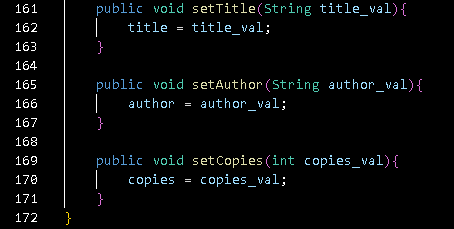 161 public void setTitle(String title_val){
162 title = title_val;
163 }
164
165 public void setAuthor(String author_val){
166 author = author_val;
167 }
168
169 public void setCopies(int copies_val){
170 copies = copies_val;
171 }
172 }